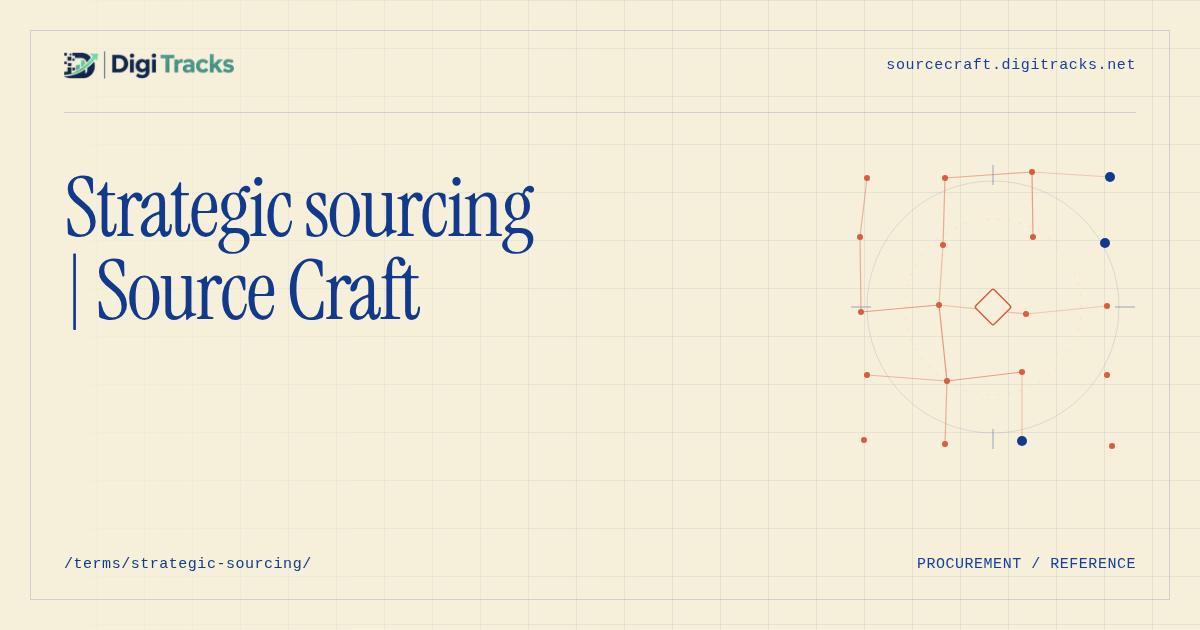 DigiTracks
sourcecraft.digitracks.net
Strategic sourcing
| Source Craft
/terms/strategic-sourcing/
PROCUREMENT / REFERENCE